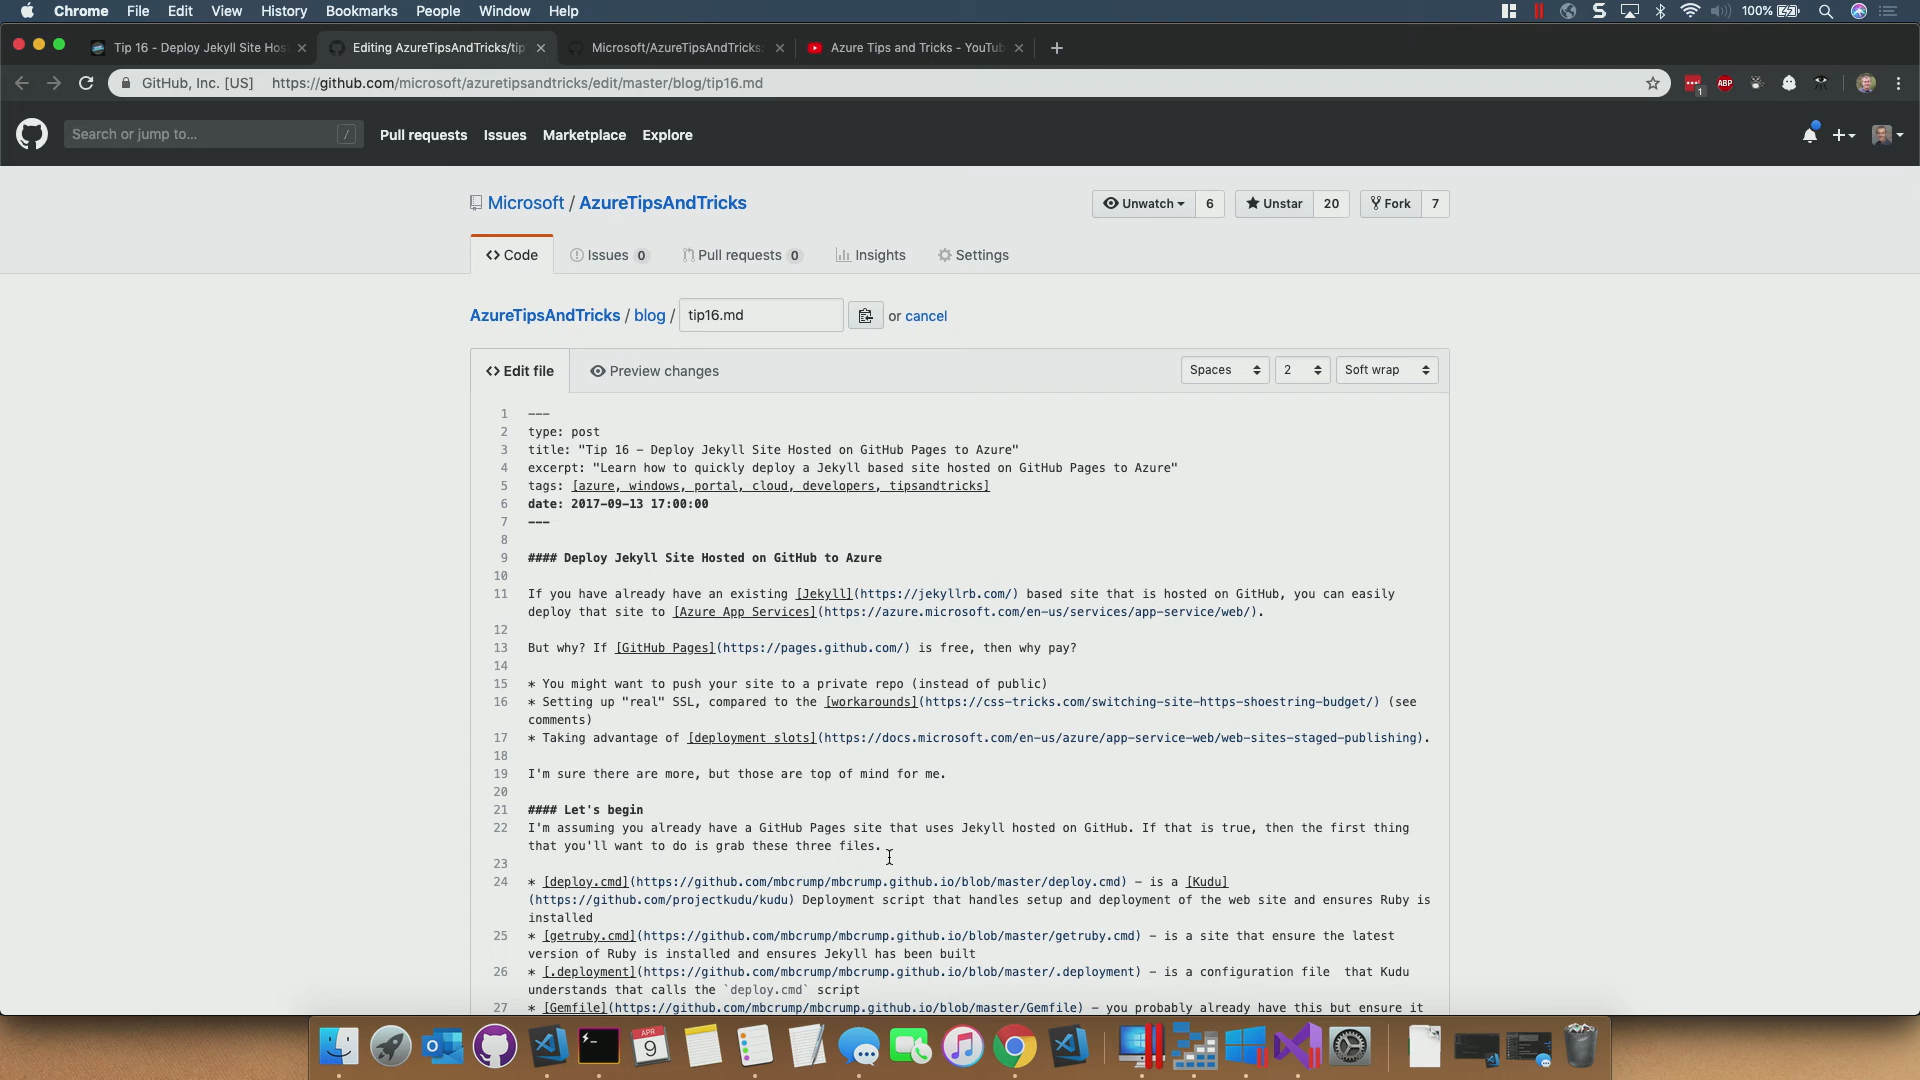 Chrome File Edit View History Bookmarks People Window Help
100%
Tip 16 - Deploy Jekyll Site Hos
Editing AzureTipsAndTricks/tip
Microsoft/AzureTipsAndTricks:
Azure Tips and Tricks - YouTub
GitHub, Inc. [US] https://github.com/microsoft/azuretipsandtricks/edit/master/blog/tip16.md
1 ABP
Search or jump to... /
Pull requests Issues Marketplace Explore
Microsoft / AzureTipsAndTricks
Unwatch 6 Unstar 20 Fork 7
<> Code Issues 0 Pull requests 0 Insights Settings
AzureTipsAndTricks / blog / tip16.md or cancel
<> Edit file Preview changes Spaces 2 Soft wrap
1 ---
2 type: post
3 title: "Tip 16 - Deploy Jekyll Site Hosted on GitHub Pages to Azure"
4 excerpt: "Learn how to quickly deploy a Jekyll based site hosted on GitHub Pages to Azure"
5 tags: [azure, windows, portal, cloud, developers, tipsandtricks]
6 date: 2017-09-13 17:00:00
7 ---
8
9 #### Deploy Jekyll Site Hosted on GitHub to Azure
10
11 If you have already have an existing [Jekyll](https://jekyllrb.com/) based site that is hosted on GitHub, you can easily
deploy that site to [Azure App Services](https://azure.microsoft.com/en-us/services/app-service/web/).
12
13 But why? If [GitHub Pages](https://pages.github.com/) is free, then why pay?
14
15 * You might want to push your site to a private repo (instead of public)
16 * Setting up "real" SSL, compared to the [workarounds](https://css-tricks.com/switching-site-https-shoestring-budget/) (see
comments)
17 * Taking advantage of [deployment slots](https://docs.microsoft.com/en-us/azure/app-service-web/web-sites-staged-publishing).
18
19 I'm sure there are more, but those are top of mind for me.
20
21 #### Let's begin
22 I'm assuming you already have a GitHub Pages site that uses Jekyll hosted on GitHub. If that is true, then the first thing
that you'll want to do is grab these three files.
23
24 * [deploy.cmd](https://github.com/mbcrump/mbcrump.github.io/blob/master/deploy.cmd) - is a [Kudu]
(https://github.com/projectkudu/kudu) Deployment script that handles setup and deployment of the web site and ensures Ruby is
installed
25 * [getruby.cmd](https://github.com/mbcrump/mbcrump.github.io/blob/master/getruby.cmd) - is a site that ensure the latest
version of Ruby is installed and ensures Jekyll has been built
26 * [.deployment](https://github.com/mbcrump/mbcrump.github.io/blob/master/.deployment) - is a configuration file that Kudu
understands that calls the `deploy.cmd` script
27 * [Gemfile](https://github.com/mbcrump/mbcrump.github.io/blob/master/Gemfile) - you probably already have this but ensure it
APR
9